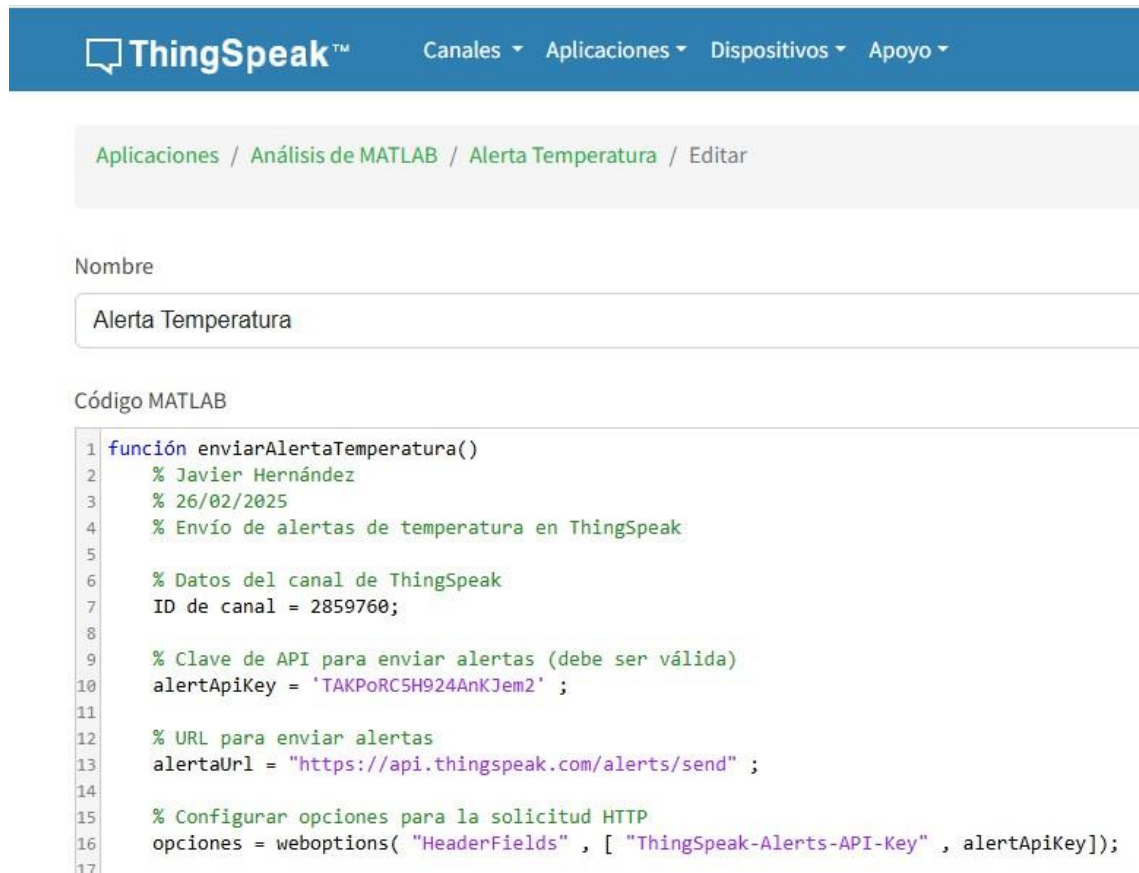 ThingSpeak™ Canales Aplicaciones Dispositivos Apoyo
Aplicaciones / Análisis de MATLAB / Alerta Temperatura / Editar
Nombre
Alerta Temperatura
Código MATLAB
1 función enviarAlertaTemperatura()
2 % Javier Hernández
3 % 26/02/2025
4 % Envío de alertas de temperatura en ThingSpeak
5
6 % Datos del canal de ThingSpeak
7 ID de canal = 2859760;
8
9 % Clave de API para enviar alertas (debe ser válida)
10 alertApiKey = 'TAKPoRC5H924AnKJem2' ;
11
12 % URL para enviar alertas
13 alertaUrl = "https://api.thingspeak.com/alerts/send" ;
14
15 % Configurar opciones para la solicitud HTTP
16 opciones = weboptions( "HeaderFields" , [ "ThingSpeak-Alerts-API-Key" , alertApiKey]);
17